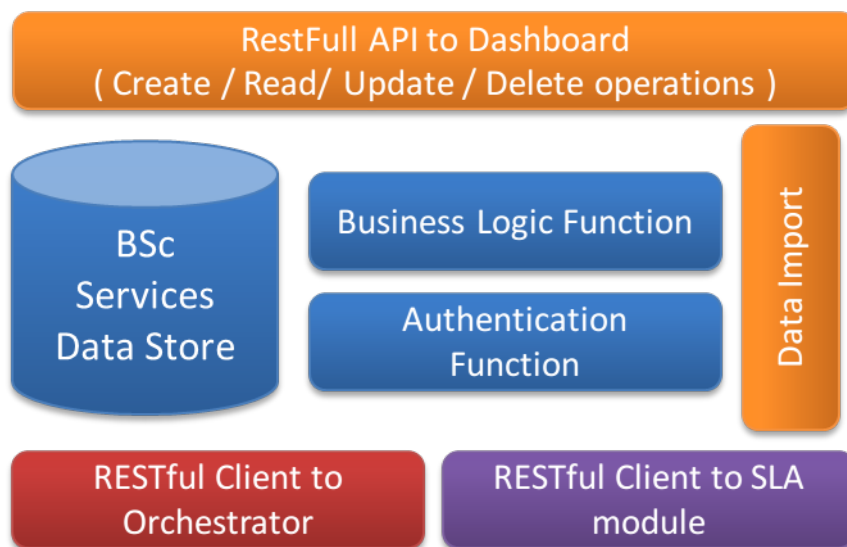 RestFull API to Dashboard
( Create / Read/ Update / Delete operations )
BSc
Services
Data Store
Business Logic Function
Authentication
Function
Data Import
RESTful Client to
Orchestrator
RESTful Client to SLA
module